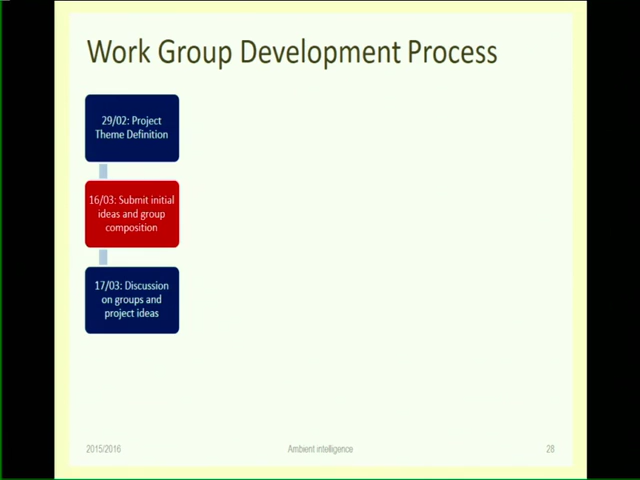 Work Group Development Process
29/02: Project
Theme Definition
16/03: Submit initial
ideas and group
composition
17/03: Discussion
on groups and
project ideas
2015/2016
Ambient intelligence
28